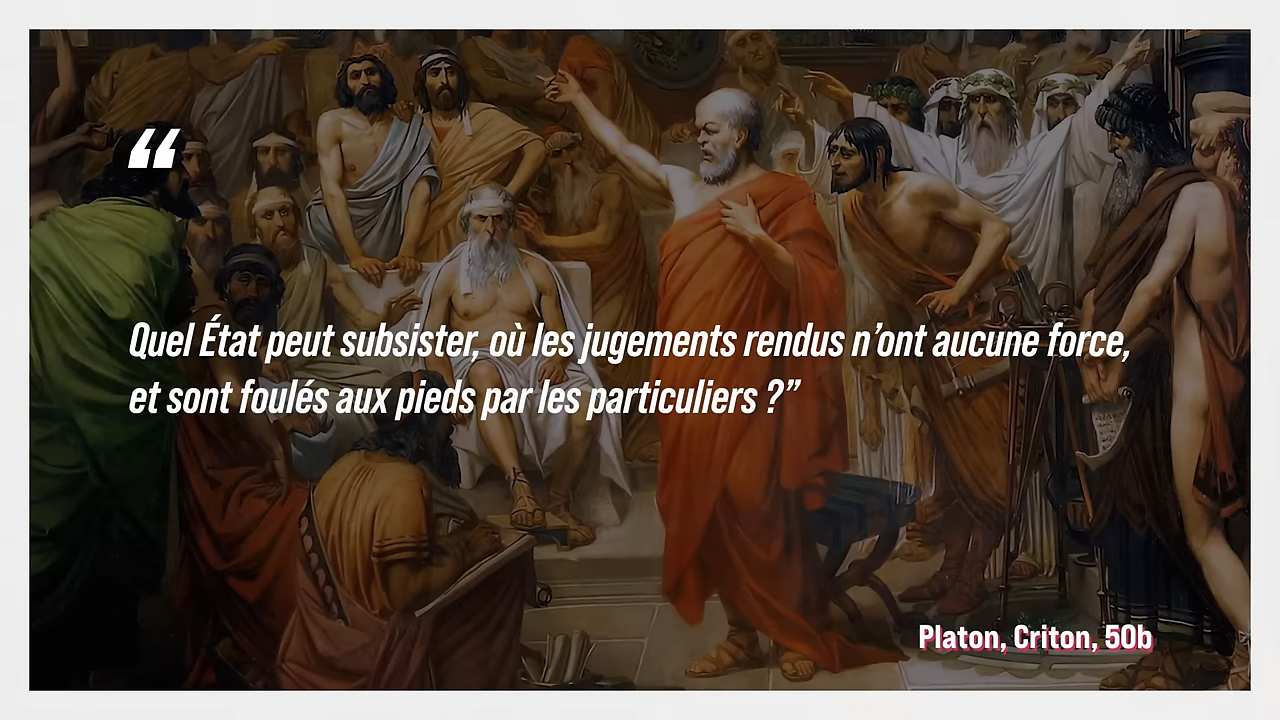 “
Quel État peut subsister, où les jugements rendus n’ont aucune force,
et sont foulés aux pieds par les particuliers ?”
Platon, Criton, 50b